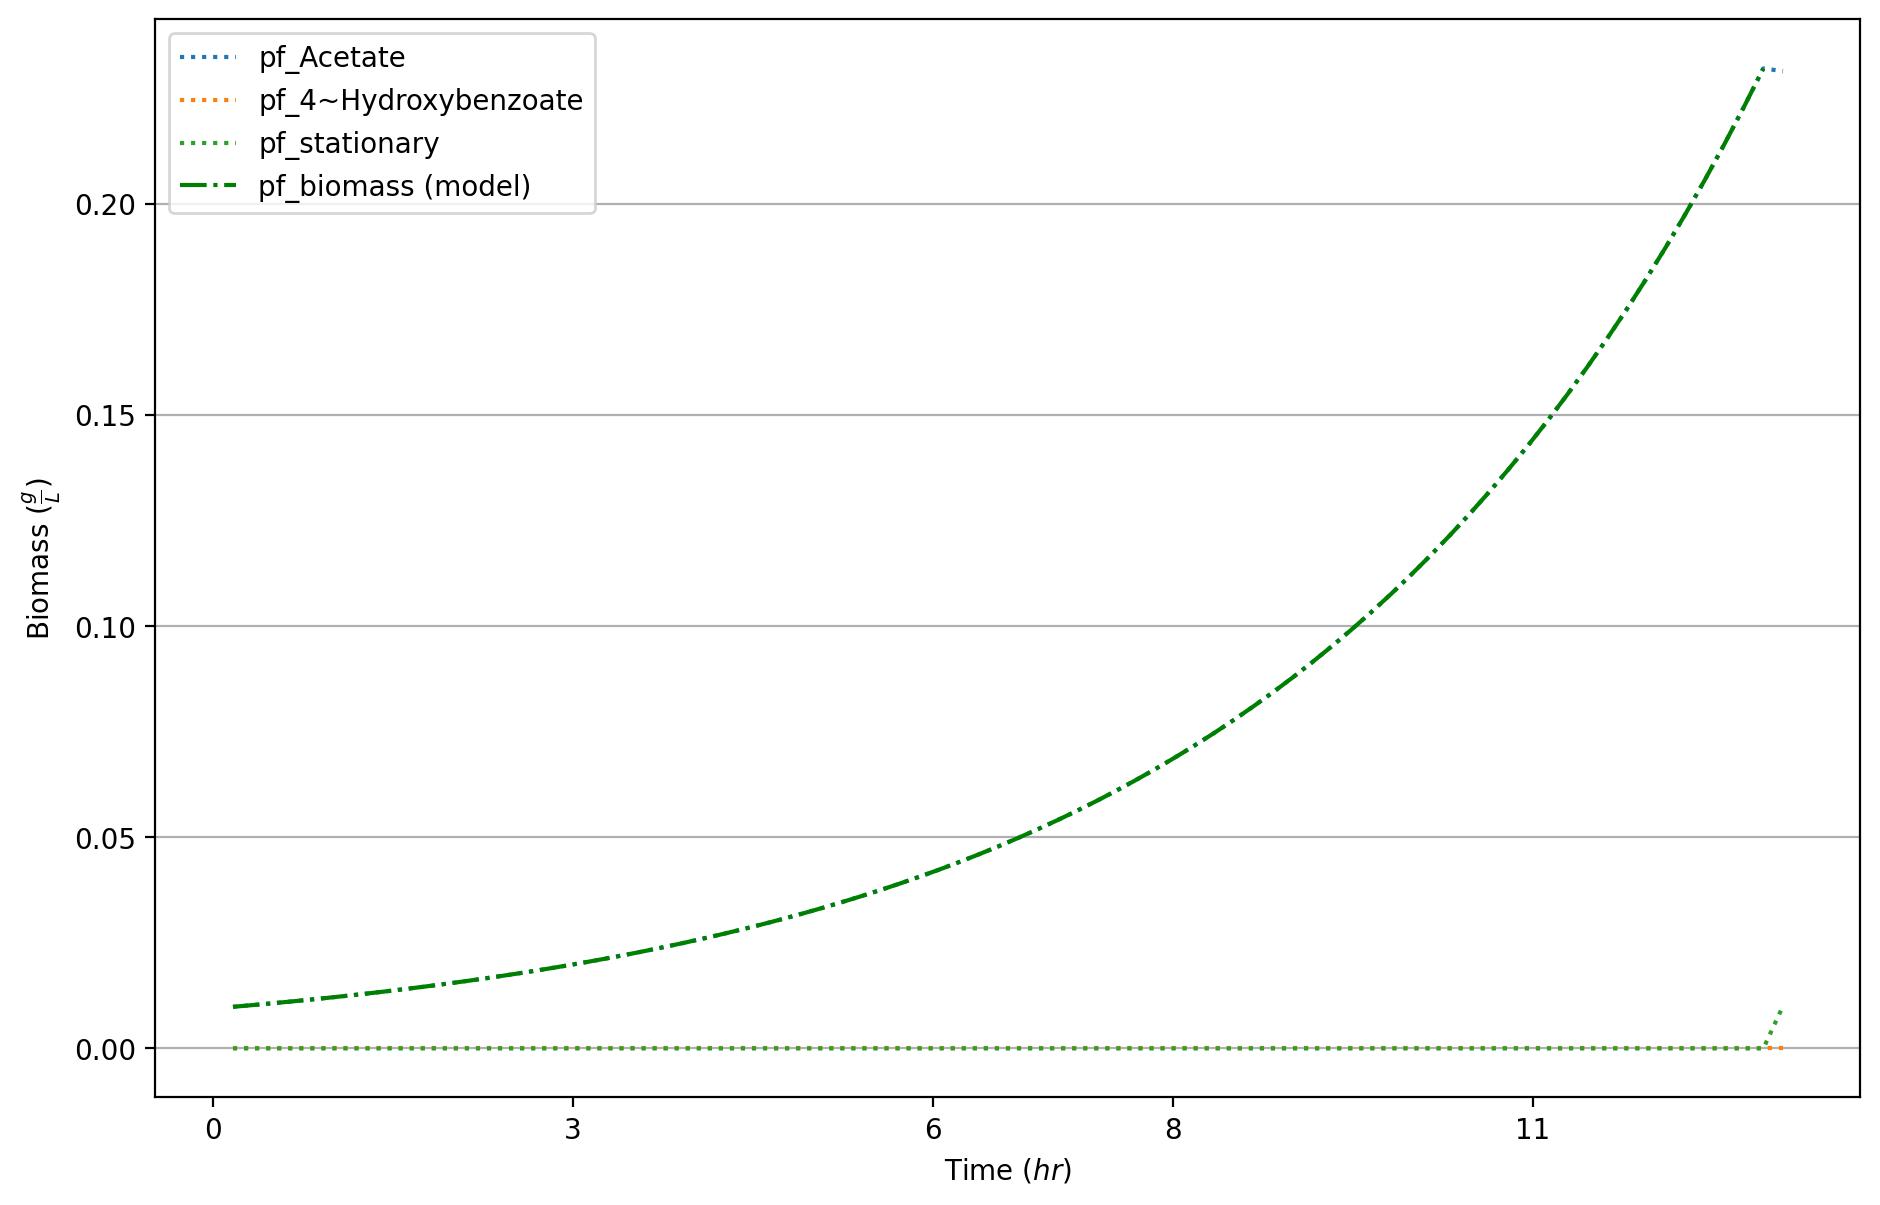 pf_Acetate
pf_4~Hydroxybenzoate
pf_stationary
pf_biomass (model)
0.20
0.15
0.10
0.05
0.00
Biomass (g/L)
0 3 6 8 11
Time (hr)